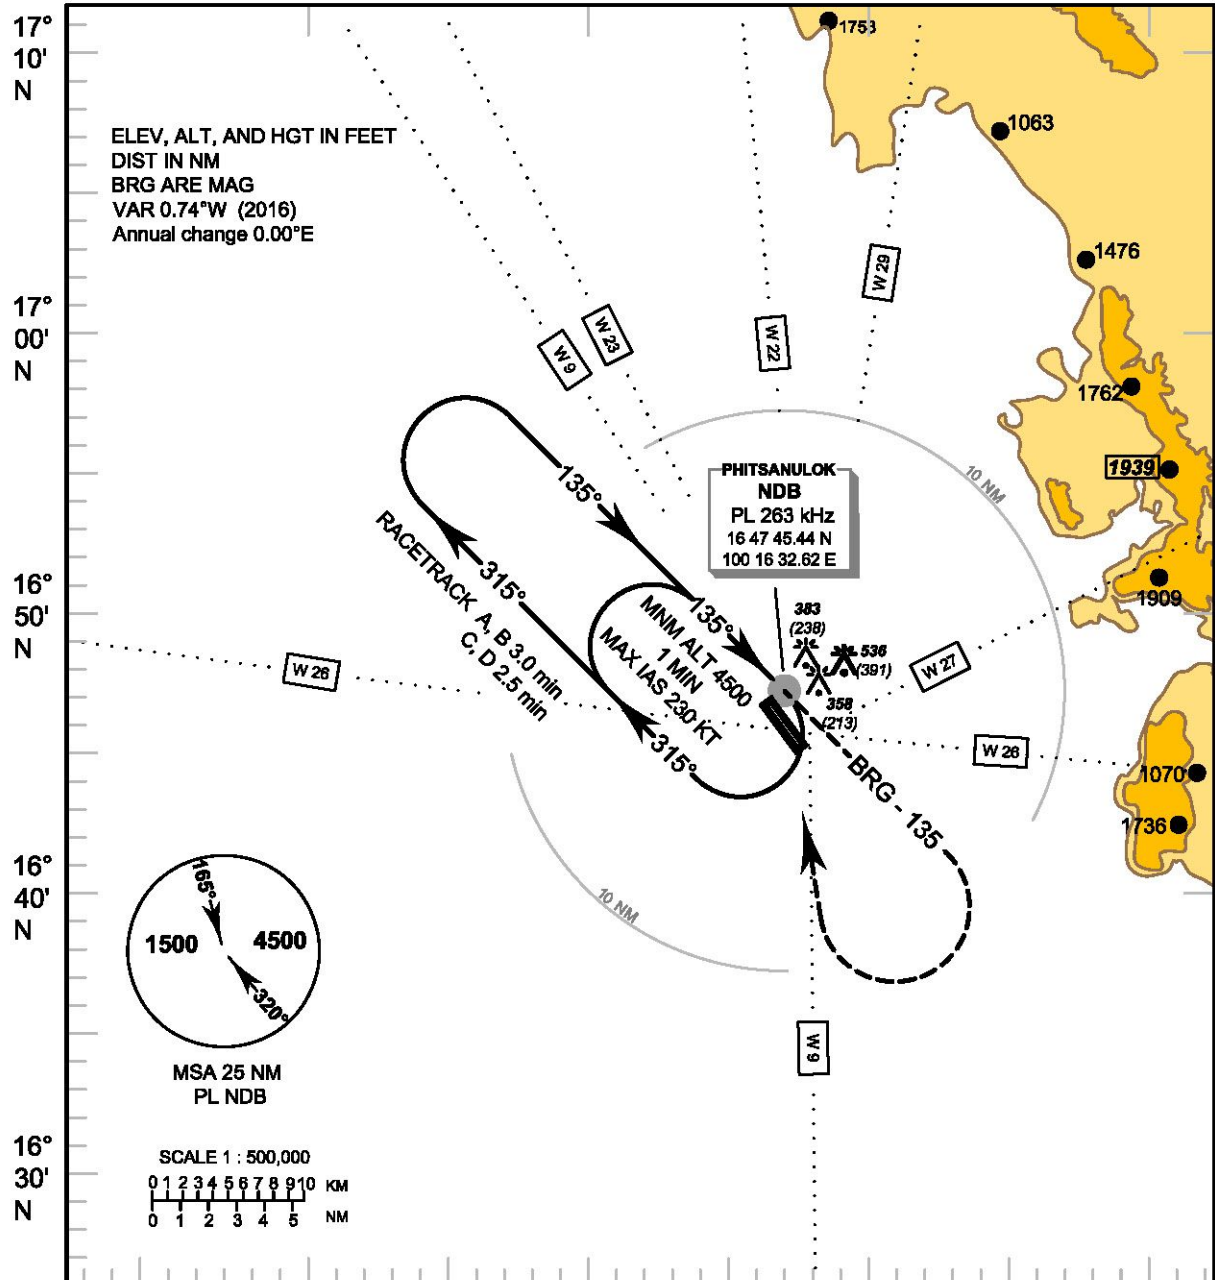 17°
10'
N
1753
1063
ELEV, ALT, AND HGT IN FEET
DIST IN NM
BRG ARE MAG
VAR 0.74°W (2016)
Annual change 0.00°E
1476
W 29
17°
00'
N
W 23
W 22
W 9
1762
1939
10 NM
PHITSANULOK
NDB
PL 263 kHz
16 47 45.44 N
100 16 32.62 E
135°
315°
RACETRACK A, B 3.0 min
C, D 2.5 min
16°
50'
N
1909
135°
MNM ALT 4500
1 MIN
MAX IAS 230 KT
315°
383
(238)
536
(391)
358
(213)
W 27
W 26
W 26
1070
1736
BRG - 135
16°
40'
N
10 NM
165°
1500
4500
320°
MSA 25 NM
PL NDB
W 9
16°
30'
N
SCALE 1 : 500,000
0 1 2 3 4 5 6 7 8 9 10 KM
0 1 2 3 4 5 NM